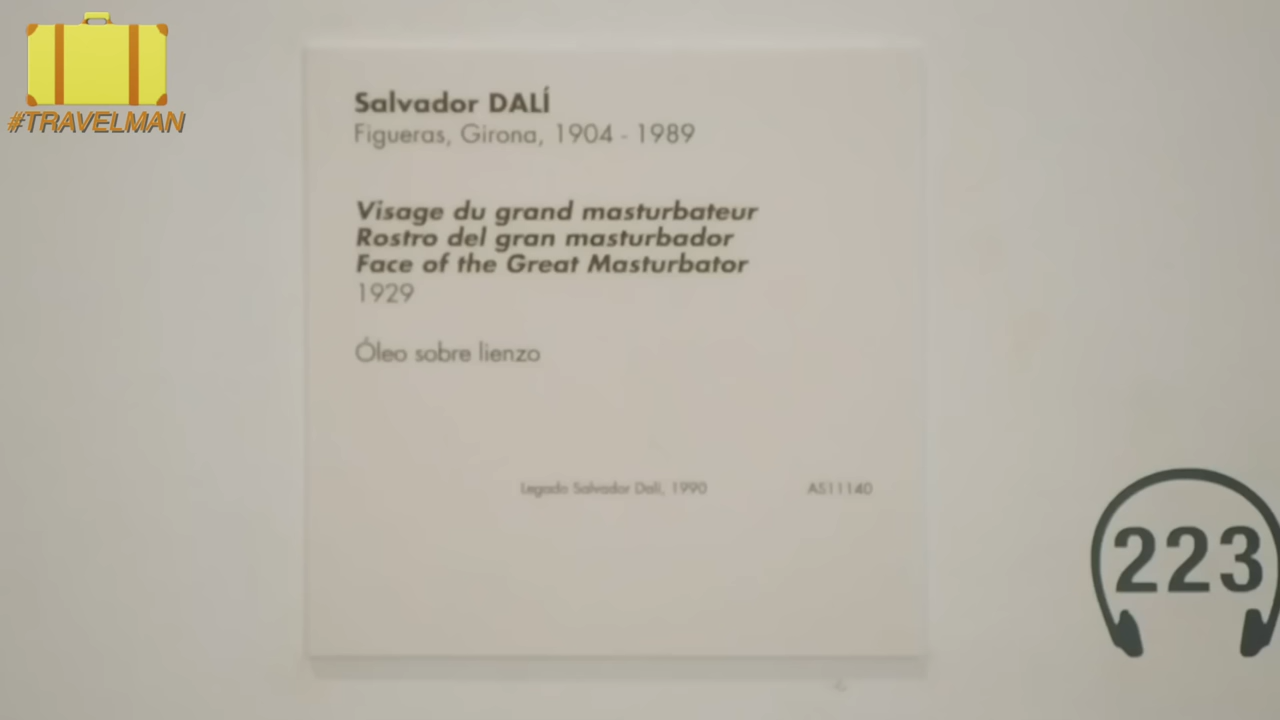 #TRAVELMAN
Salvador DALÍ
Figueras, Girona, 1904 - 1989
Visage du grand masturbateur
Rostro del gran masturbador
Face of the Great Masturbator
1929
Óleo sobre lienzo
Legado Salvador Dalí, 1990 AS11140
223